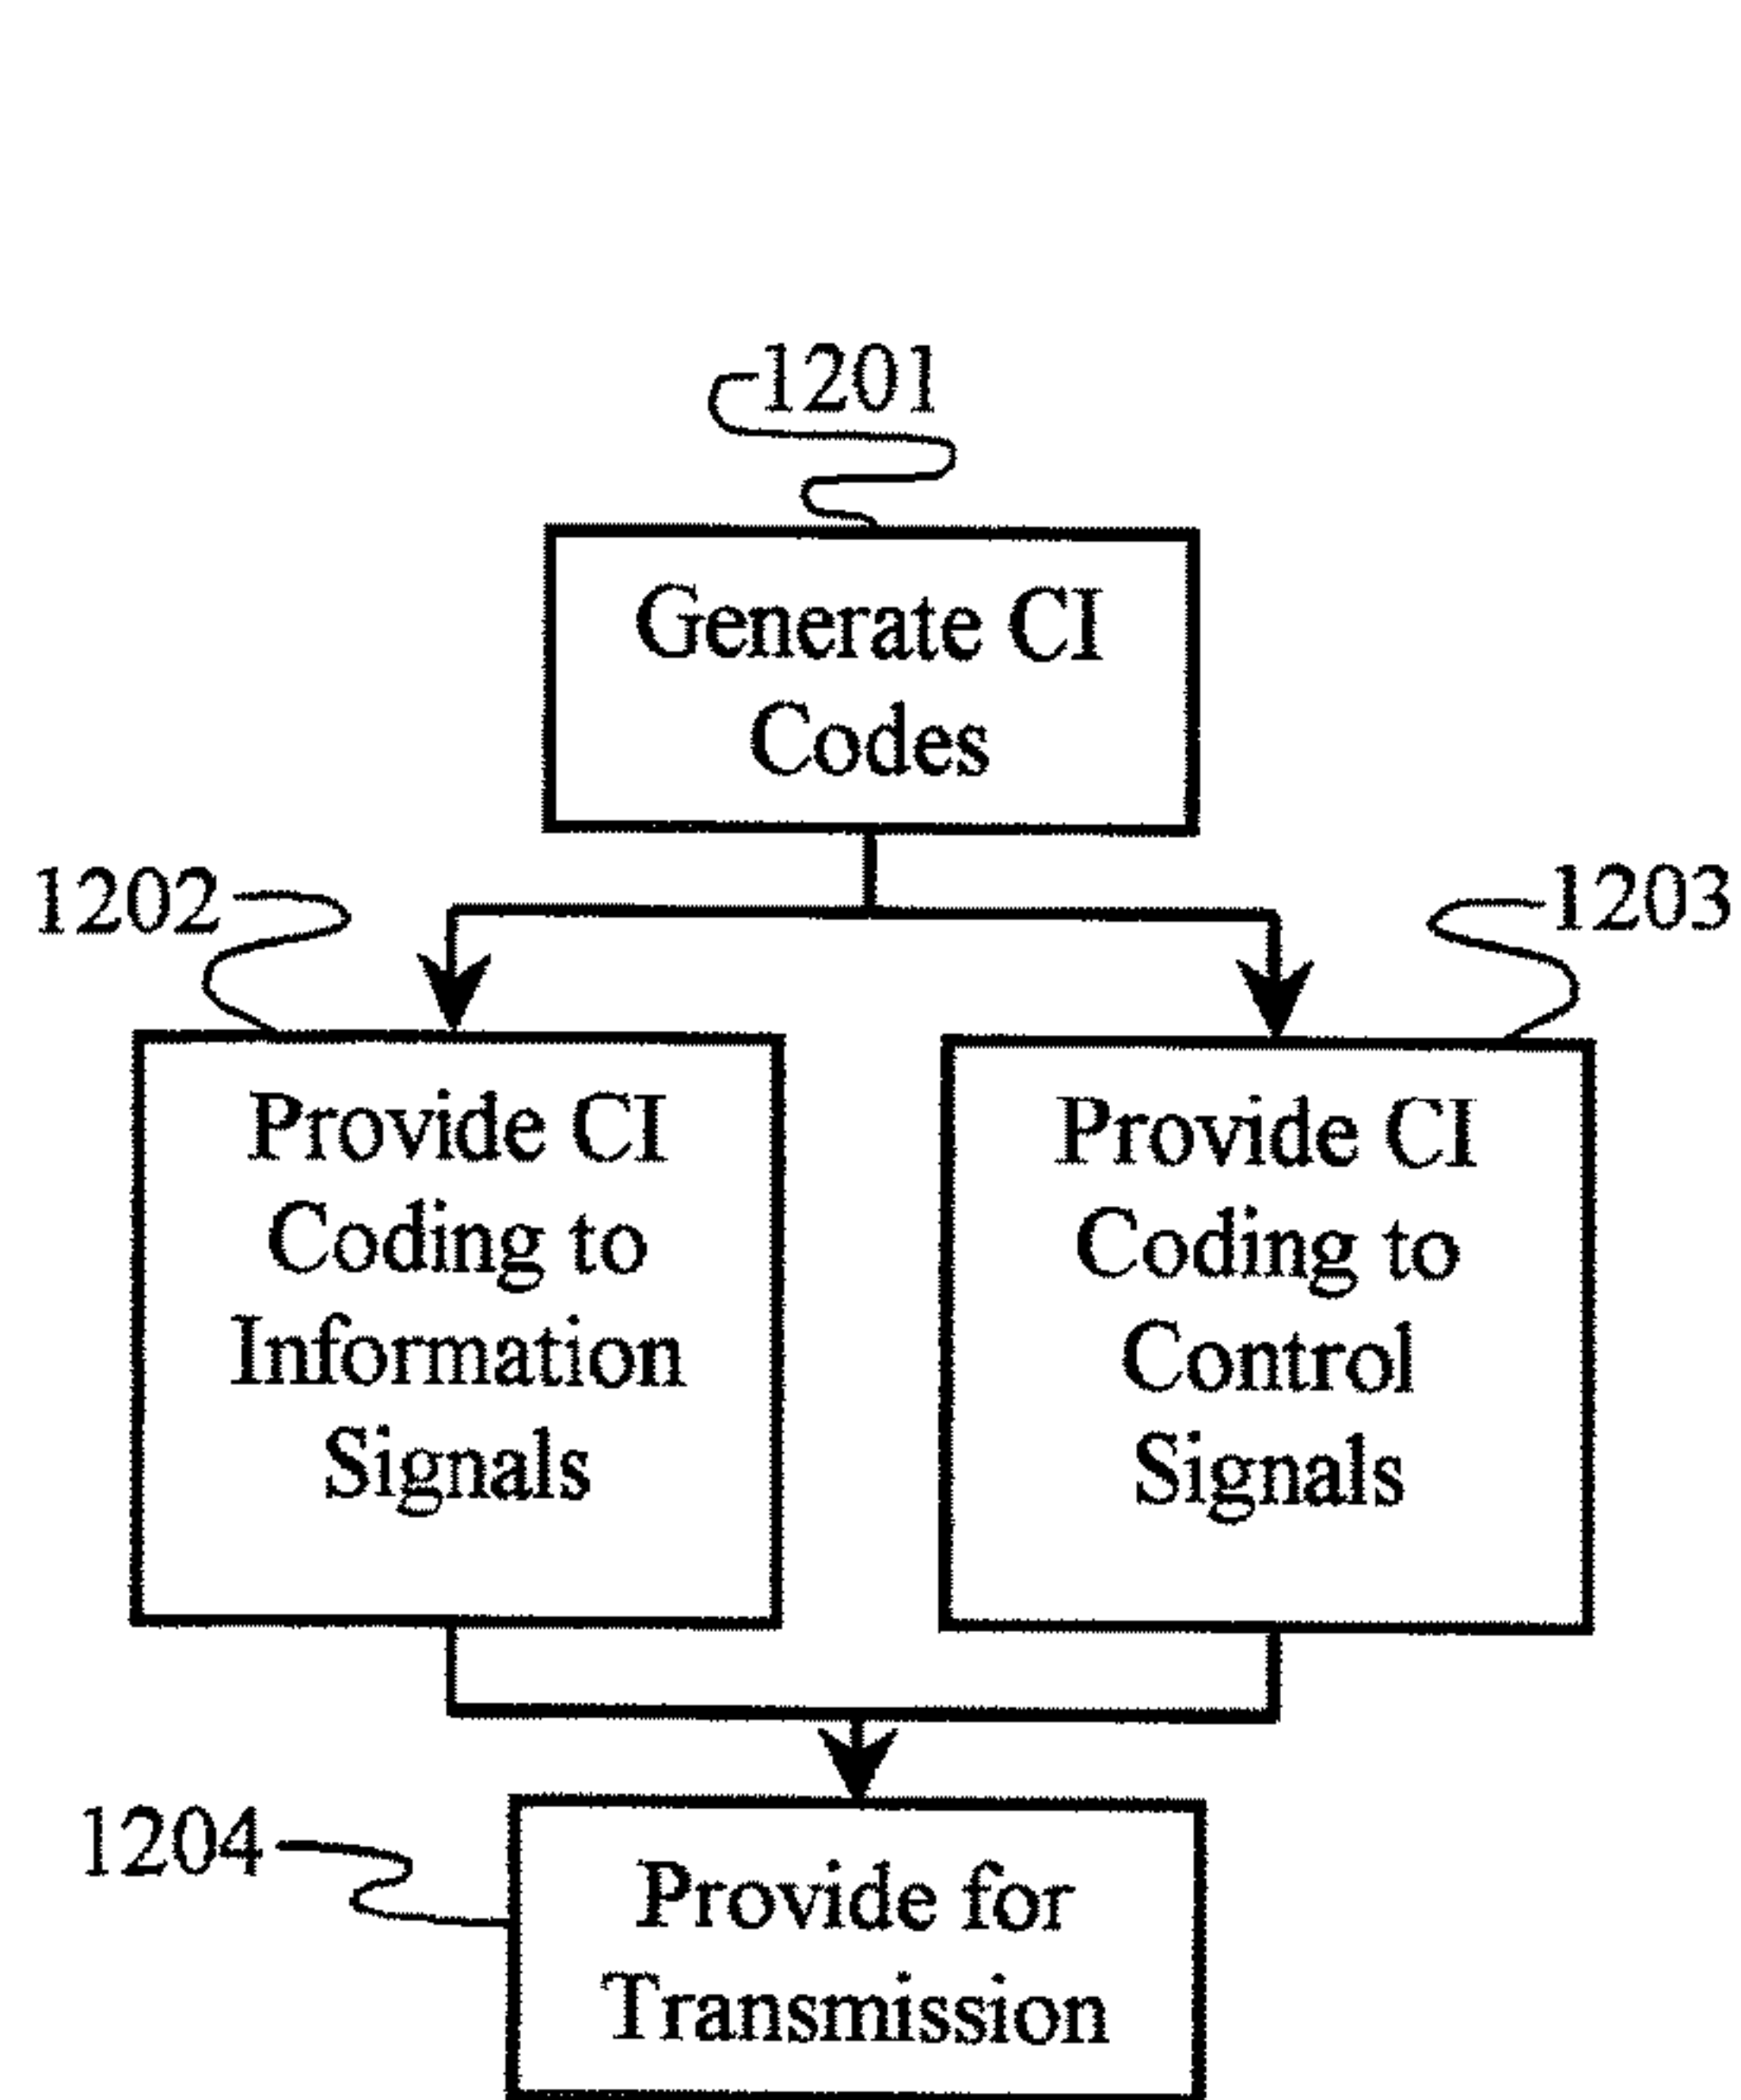 1201
Generate CI
Codes
1202
1203
Provide CI
Coding to
Information
Signals
Provide CI
Coding to
Control
Signals
1204
Provide for
Transmission